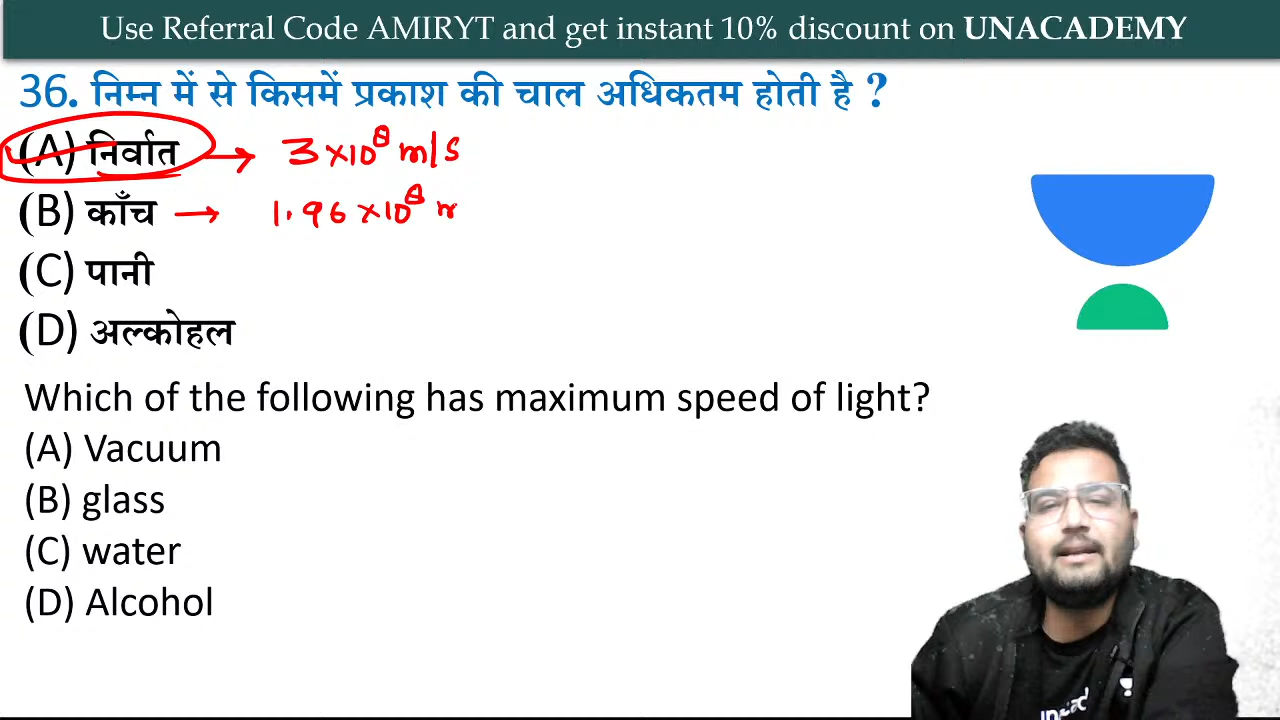 Use Referral Code AMIRYT and get instant 10% discount on UNACADEMY
36. निम्न में से किसमें प्रकाश की चाल अधिकतम होती है ?
(A) निर्वात → 3×10⁸ m/s
(B) काँच → 1.96×10⁸ m
(C) पानी
(D) अल्कोहल
Which of the following has maximum speed of light?
(A) Vacuum
(B) glass
(C) water
(D) Alcohol